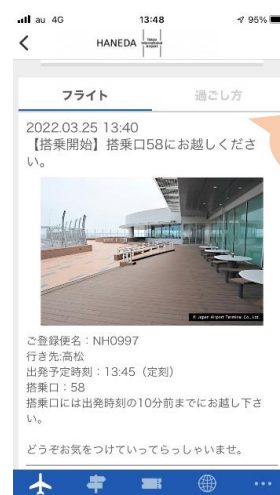 au 4G 13:48 95%
HANEDA Tokyo International Airport
フライト 過ごし方
2022.03.25 13:40
【搭乗開始】搭乗口58にお越しくださ
い。
© Japan Airport Terminal Co., Ltd.
ご登録便名：NH0997
行き先:高松
出発予定時刻：13:45（定刻）
搭乗口：58
搭乗口には出発時刻の10分前までにお越し下さ
い。
どうぞお気をつけていってらっしゃいませ。